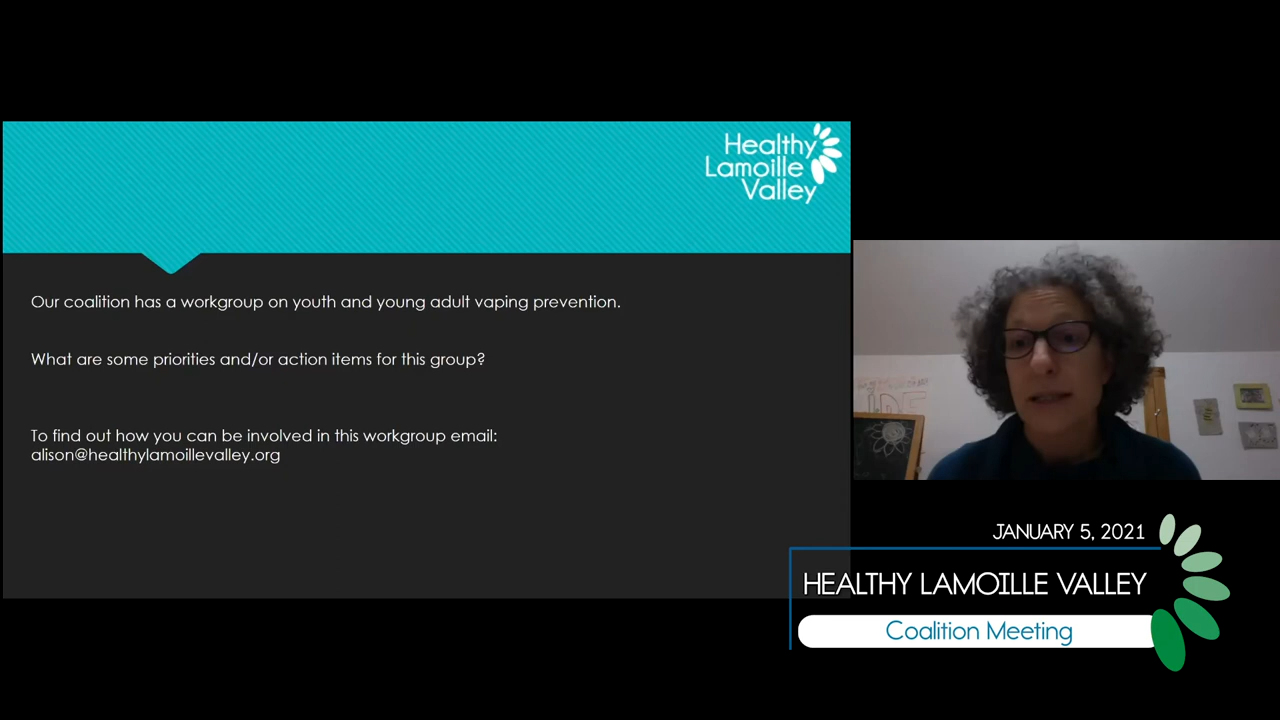 Healthy
Lamoille
Valley
Our coalition has a workgroup on youth and young adult vaping prevention.
What are some priorities and/or action items for this group?
To find out how you can be involved in this workgroup email:
alison@healthylamoillevalley.org
JANUARY 5, 2021
HEALTHY LAMOILLE VALLEY
Coalition Meeting